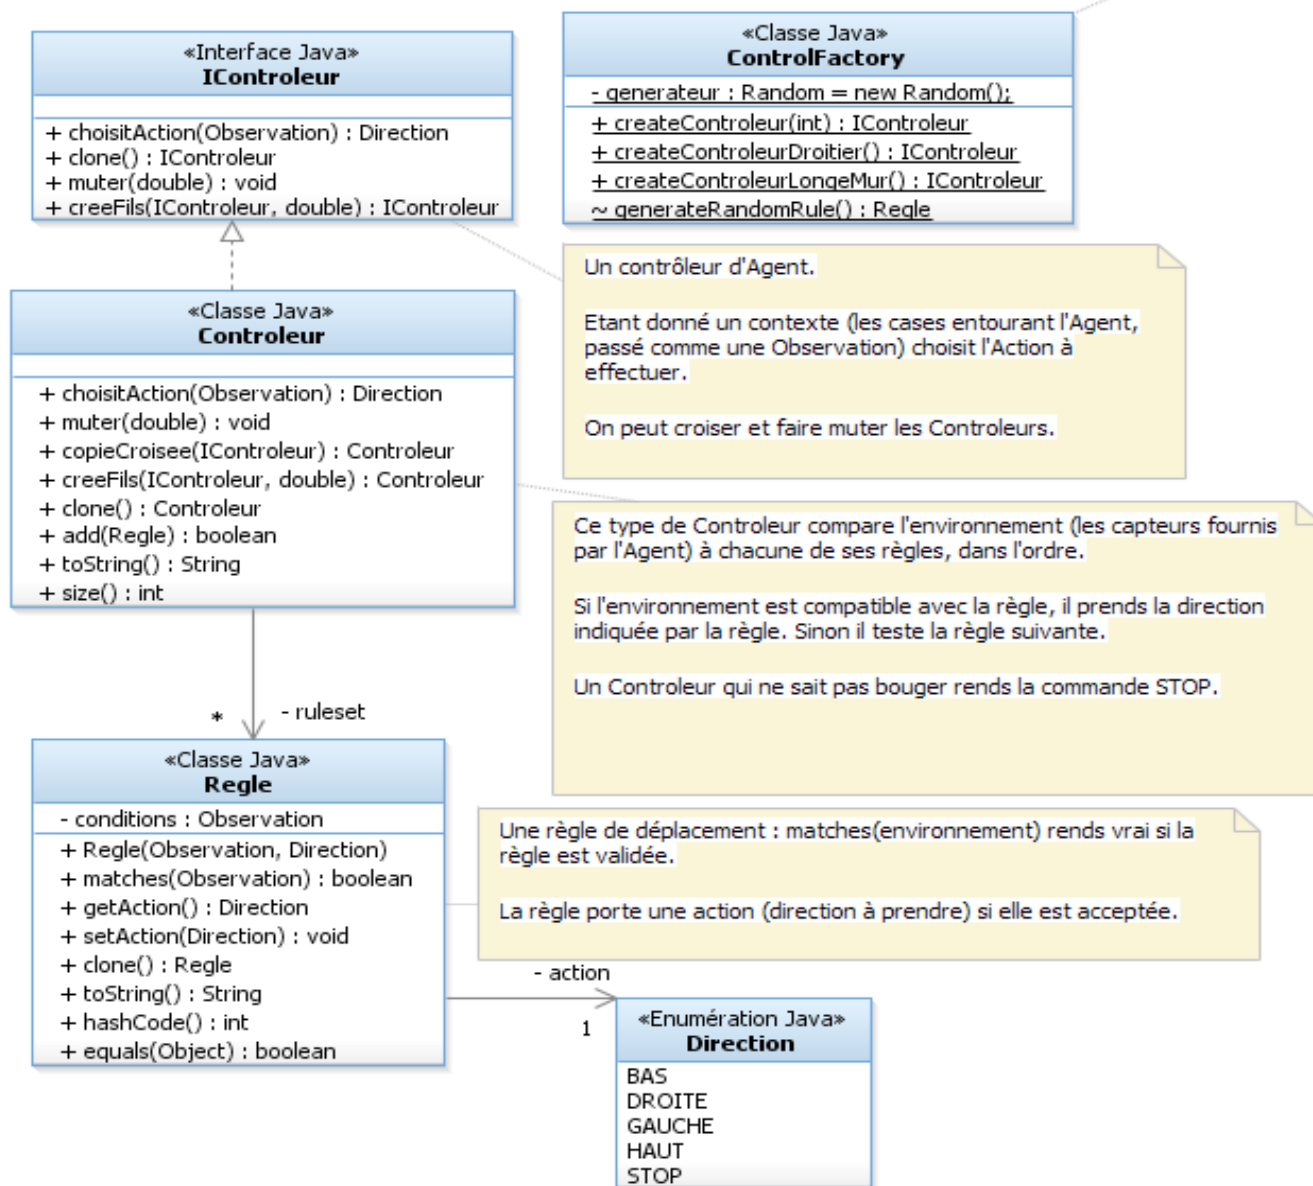 «Interface Java»
IControleur
+ choisitAction(Observation) : Direction
+ clone() : IControleur
+ muter(double) : void
+ creeFils(IControleur, double) : IControleur
«Classe Java»
ControlFactory
- generateur : Random = new Random();
+ createControleur(int) : IControleur
+ createControleurDroitier() : IControleur
+ createControleurLongeMur() : IControleur
~ generateRandomRule() : Regle
Un contrôleur d'Agent.
Etant donné un contexte (les cases entourant l'Agent,
passé comme une Observation) choisit l'Action à
effectuer.
On peut croiser et faire muter les Controleurs.
«Classe Java»
Controleur
+ choisitAction(Observation) : Direction
+ muter(double) : void
+ copieCroisee(IControleur) : Controleur
+ creeFils(IControleur, double) : Controleur
+ clone() : Controleur
+ add(Regle) : boolean
+ toString() : String
+ size() : int
Ce type de Controleur compare l'environnement (les capteurs fournis
par l'Agent) à chacune de ses règles, dans l'ordre.
Si l'environnement est compatible avec la règle, il prends la direction
indiquée par la règle. Sinon il teste la règle suivante.
Un Controleur qui ne sait pas bouger rends la commande STOP.
* - ruleset
«Classe Java»
Regle
- conditions : Observation
+ Regle(Observation, Direction)
+ matches(Observation) : boolean
+ getAction() : Direction
+ setAction(Direction) : void
+ clone() : Regle
+ toString() : String
+ hashCode() : int
+ equals(Object) : boolean
Une règle de déplacement : matches(environnement) rends vrai si la
règle est validée.
La règle porte une action (direction à prendre) si elle est acceptée.
- action
1
«Enumération Java»
Direction
BAS
DROITE
GAUCHE
HAUT
STOP